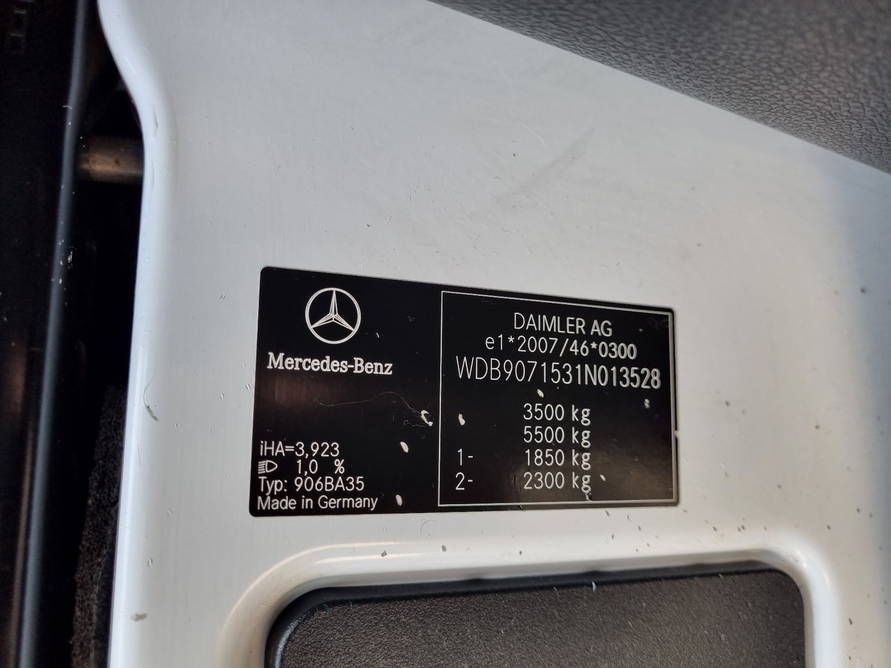 Mercedes-Benz
iHA=3,923
1,0 %
Typ: 906BA35
Made in Germany
DAIMLER AG
e1*2007/46*0300
WDB9071531N013528
3500 kg
5500 kg
1- 1850 kg
2- 2300 kg